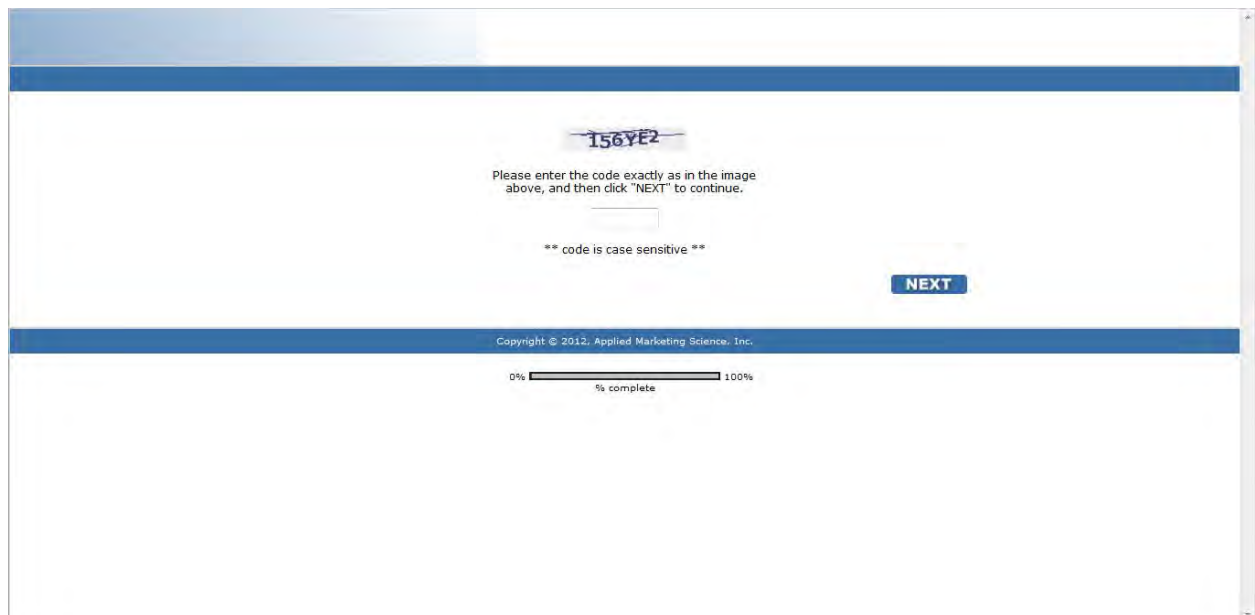 156YE2
Please enter the code exactly as in the image
above, and then click "NEXT" to continue.
** code is case sensitive **
NEXT
Copyright © 2012, Applied Marketing Science, Inc.
0% 100%
% complete